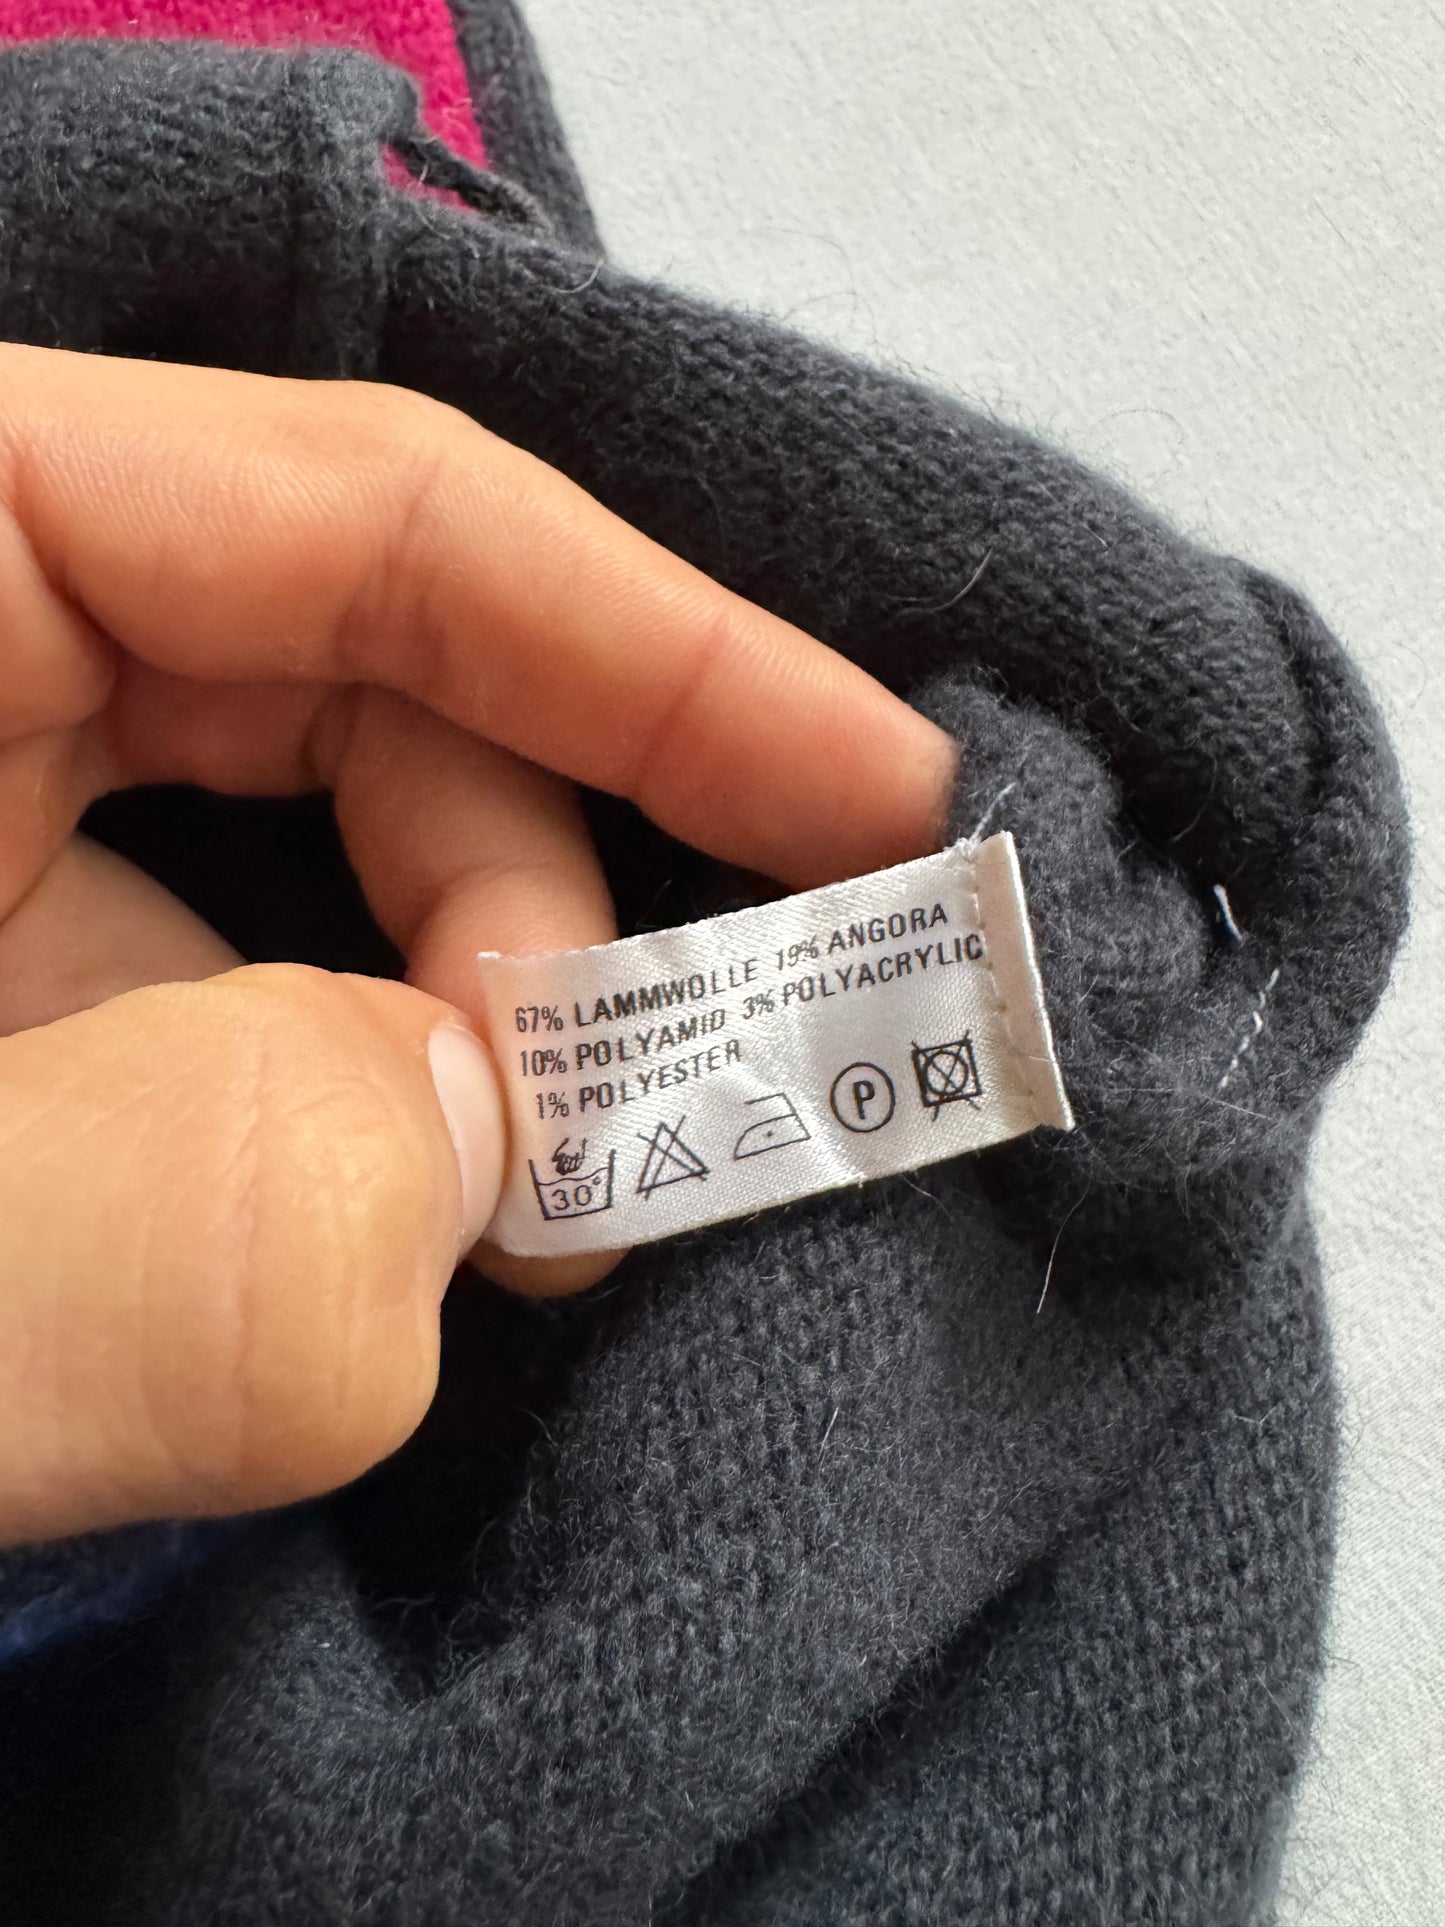 67% LAMMWOLLE 19% ANGORA
10% POLYAMID 3% POLYACRYLIC
1% POLYESTER
30° P